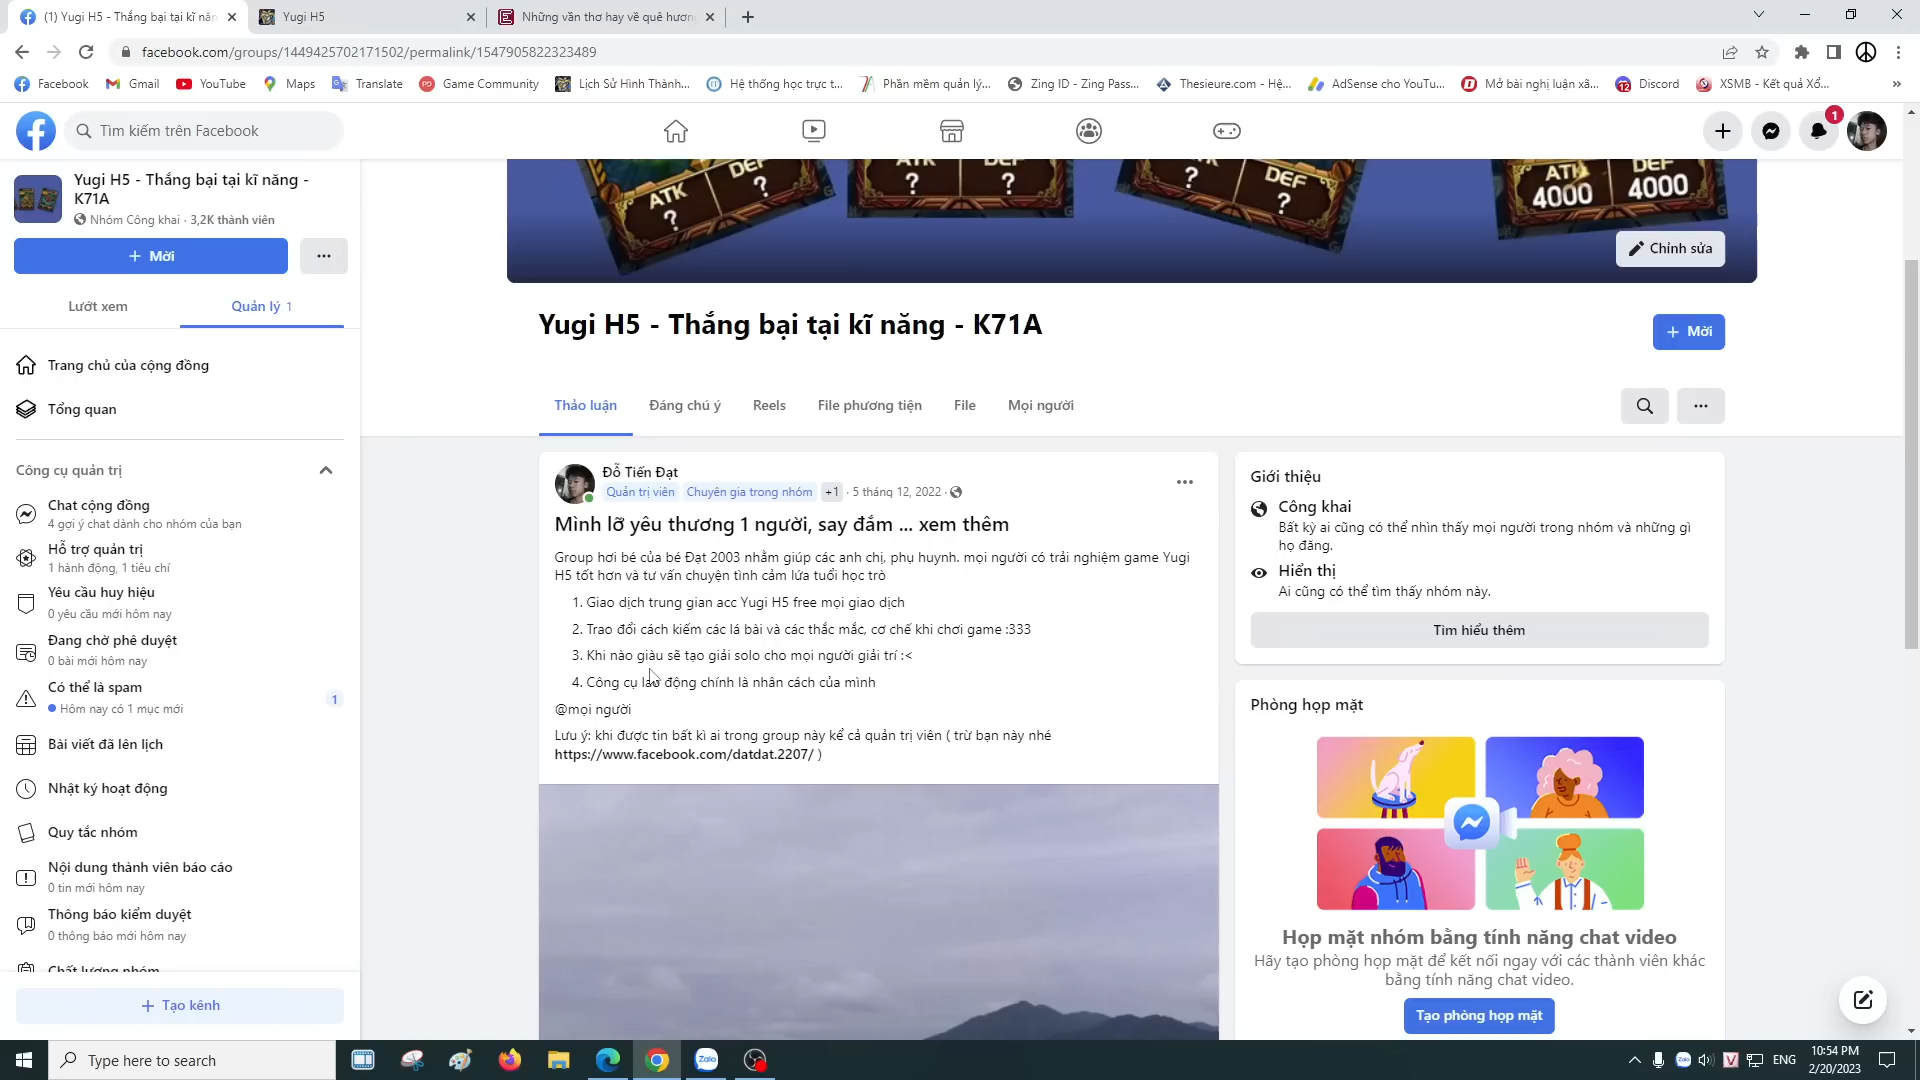 (1) Yugi H5 - Thắng bại tại kĩ năn
Yugi H5
Những vần thơ hay về quê hươn
facebook.com/groups/1449425702171502/permalink/1547905822323489
Facebook
Gmail
YouTube
Maps
Translate
Game Community
Lịch Sử Hình Thành...
Hệ thống học trực t...
Phần mềm quản lý...
Zing ID - Zing Pass...
Thesieure.com - Hệ...
AdSense cho YouTu...
Mở bài nghị luận xã...
Discord
XSMB - Kết quả Xổ...
»
Tìm kiếm trên Facebook
1
Yugi H5 - Thắng bại tại kĩ năng -
K71A
Nhóm Công khai · 3,2K thành viên
+ Mời
Lướt xem
Quản lý 1
Trang chủ của cộng đồng
Tổng quan
Công cụ quản trị
Chat cộng đồng
4 gợi ý chat dành cho nhóm của bạn
Hỗ trợ quản trị
1 hành động, 1 tiêu chí
Yêu cầu huy hiệu
0 yêu cầu mới hôm nay
Đang chờ phê duyệt
0 bài mới hôm nay
Có thể là spam
Hôm nay có 1 mục mới
1
Bài viết đã lên lịch
Nhật ký hoạt động
Quy tắc nhóm
Nội dung thành viên báo cáo
0 tin mới hôm nay
Thông báo kiểm duyệt
0 thông báo mới hôm nay
Chất lượng nhóm
+ Tạo kênh
ATK
?
DEF
?
ATK
?
DEF
?
ATK
?
DEF
?
ATK
4000
DEF
4000
Chỉnh sửa
Yugi H5 - Thắng bại tại kĩ năng - K71A
+ Mời
Thảo luận
Đáng chú ý
Reels
File phương tiện
File
Mọi người
Đỗ Tiến Đạt
Quản trị viên Chuyên gia trong nhóm +1 · 5 tháng 12, 2022 ·
Mình lỡ yêu thương 1 người, say đắm ... xem thêm
Group hơi bé của bé Đạt 2003 nhằm giúp các anh chị, phụ huynh. mọi người có trải nghiệm game Yugi
H5 tốt hơn và tư vấn chuyện tình cảm lứa tuổi học trò
1. Giao dịch trung gian acc Yugi H5 free mọi giao dịch
2. Trao đổi cách kiếm các lá bài và các thắc mắc, cơ chế khi chơi game :333
3. Khi nào giàu sẽ tạo giải solo cho mọi người giải trí :<
4. Công cụ lao động chính là nhân cách của mình
@mọi người
Lưu ý: khi được tin bất kì ai trong group này kể cả quản trị viên ( trừ bạn này nhé
https://www.facebook.com/datdat.2207/ )
Giới thiệu
Công khai
Bất kỳ ai cũng có thể nhìn thấy mọi người trong nhóm và những gì
họ đăng.
Hiển thị
Ai cũng có thể tìm thấy nhóm này.
Tìm hiểu thêm
Phòng họp mặt
Họp mặt nhóm bằng tính năng chat video
Hãy tạo phòng họp mặt để kết nối ngay với các thành viên khác
bằng tính năng chat video.
Tạo phòng họp mặt
Type here to search
Zalo
ENG
10:54 PM
2/20/2023